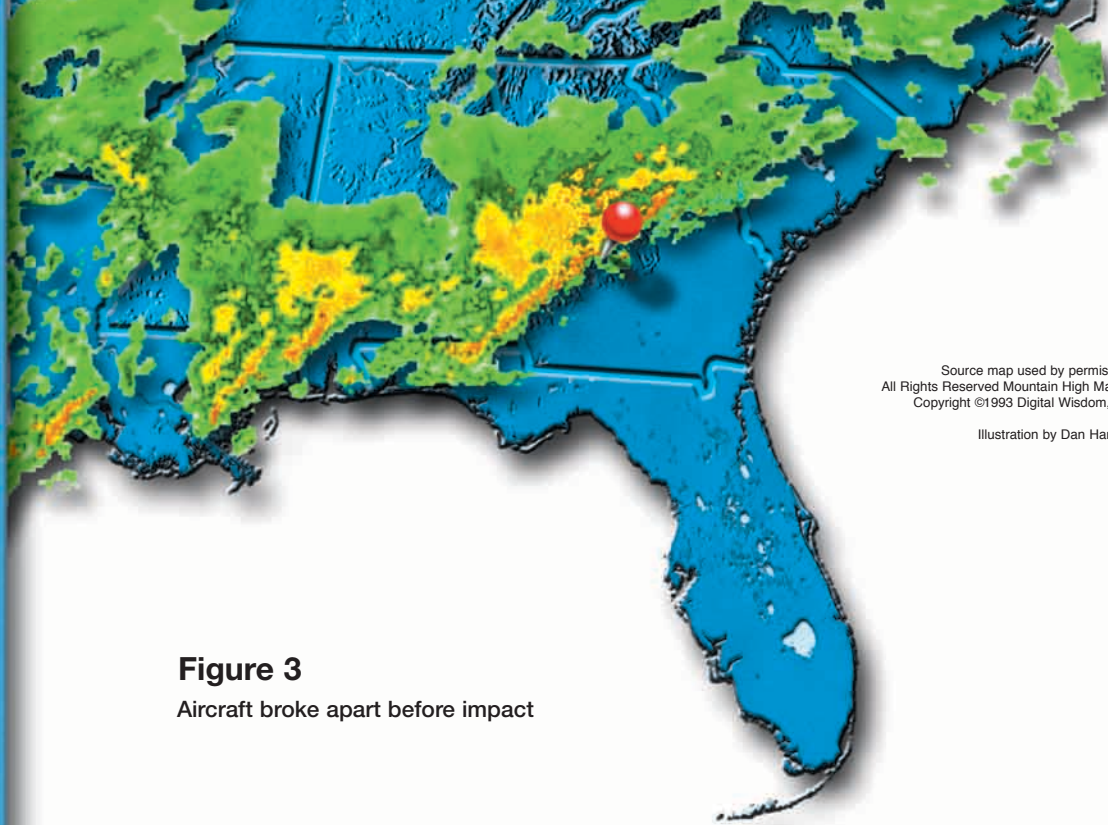 Source map used by
All Rights Reserved Mountain High
Copyright ©1993 Digital Wisdom,
Illustration by Dan
Figure 3
Aircraft broke apart before impact